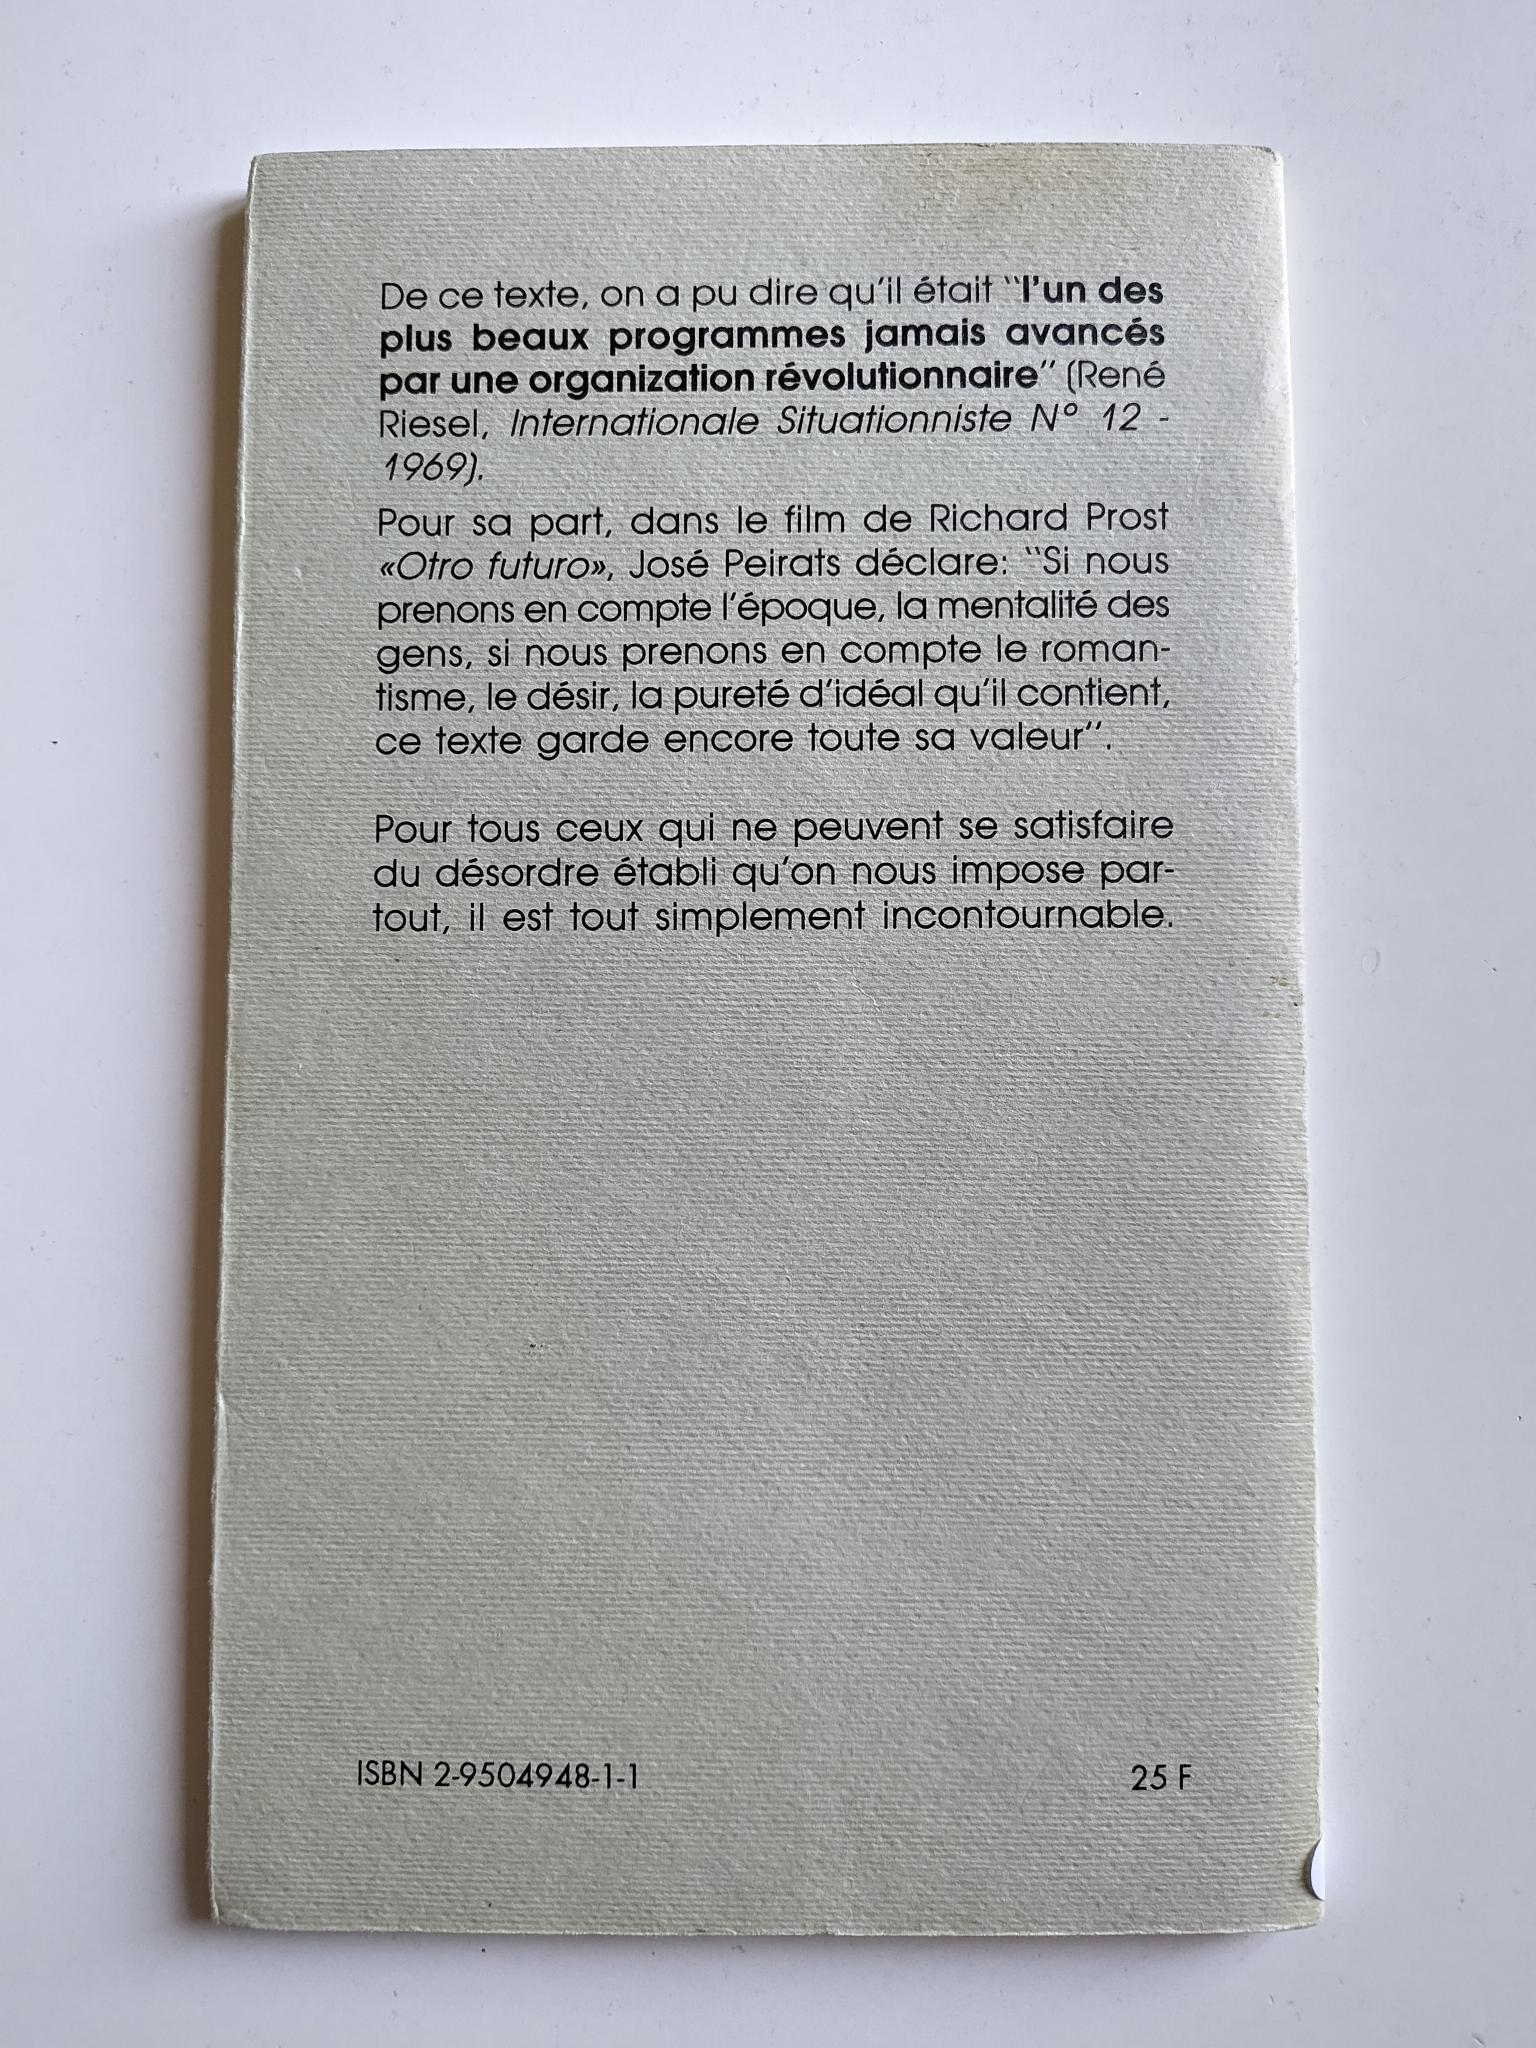 De ce texte, on a pu dire qu'il était "l'un des
plus beaux programmes jamais avancés
par une organization révolutionnaire" (René
Riesel, Internationale Situationniste N° 12 -
1969).
Pour sa part, dans le film de Richard Prost
«Otro futuro», José Peirats déclare: "Si nous
prenons en compte l'époque, la mentalité des
gens, si nous prenons en compte le roman-
tisme, le désir, la pureté d'idéal qu'il contient,
ce texte garde encore toute sa valeur".
Pour tous ceux qui ne peuvent se satisfaire
du désordre établi qu'on nous impose par-
tout, il est tout simplement incontournable.
ISBN 2-9504948-1-1
25 F